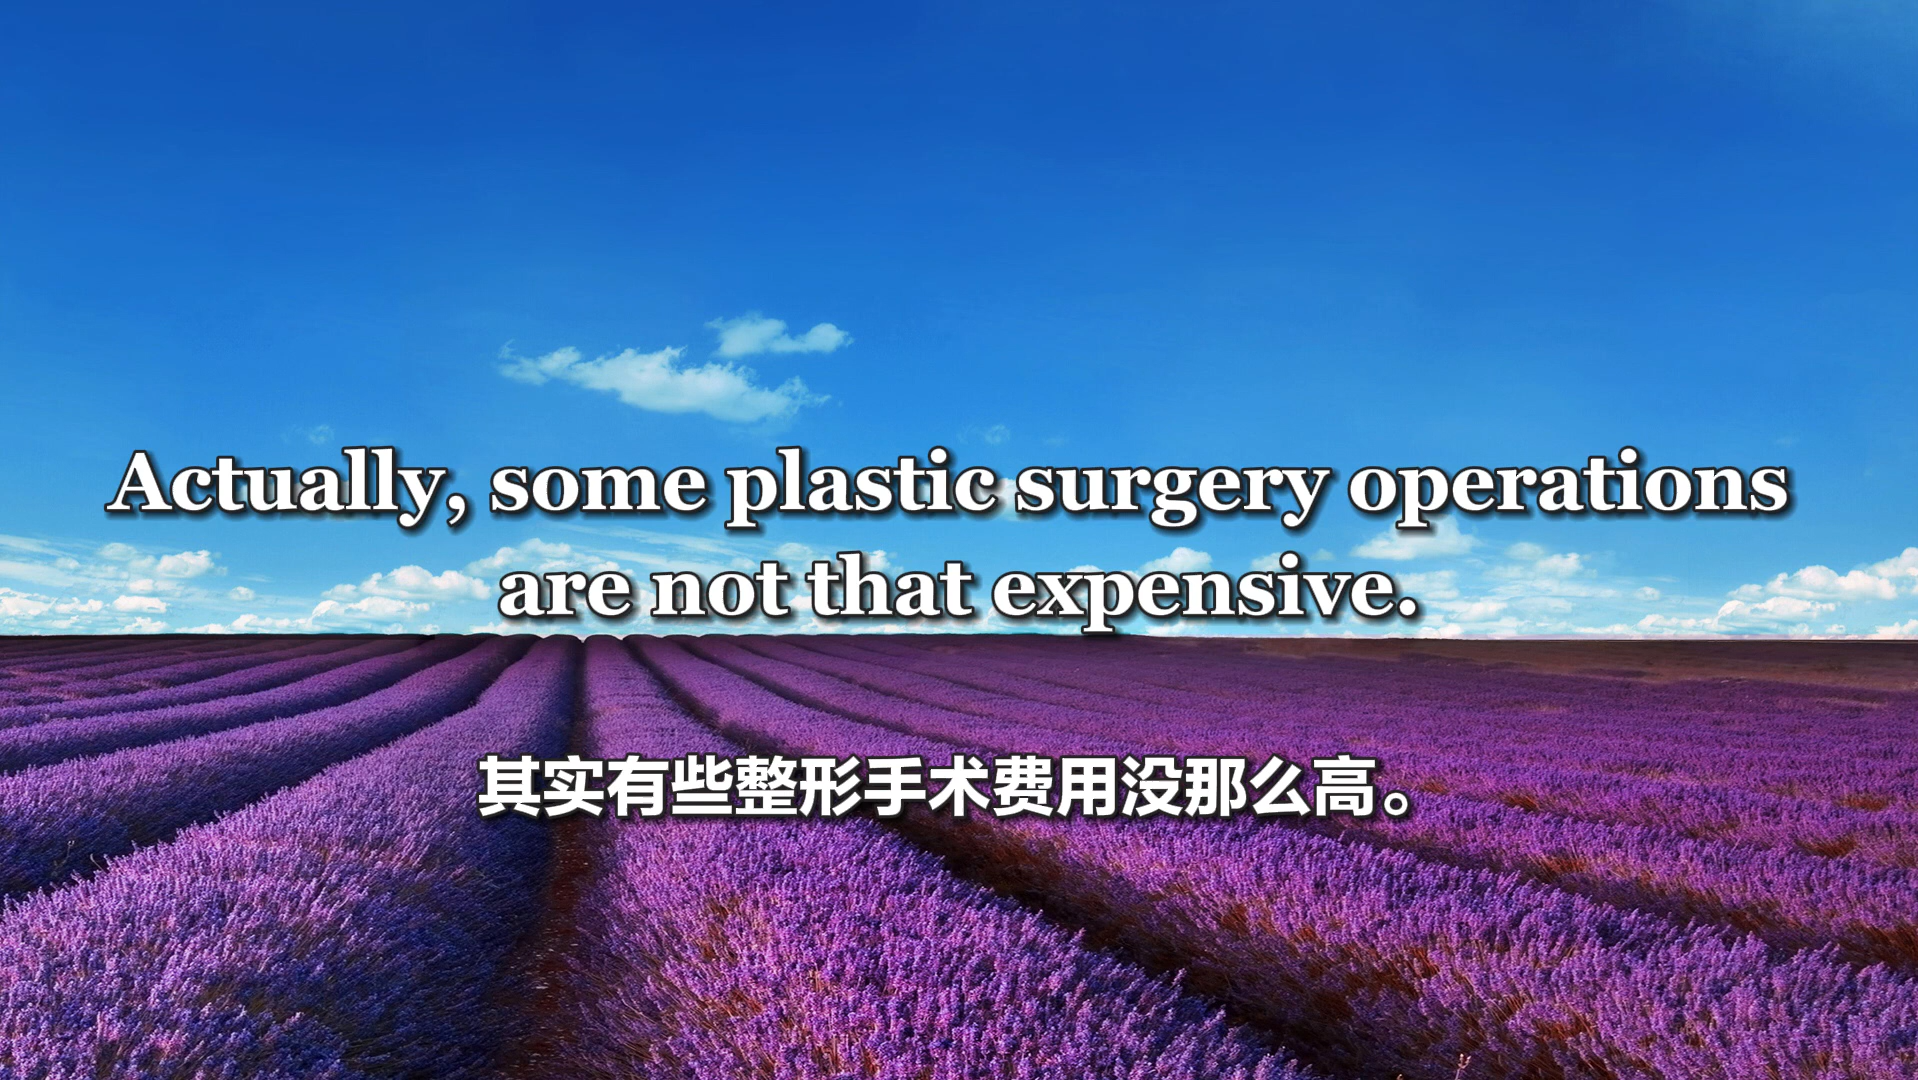 Actually, some plastic surgery operations
are not that expensive.
其实有些整形手术费用没那么高。